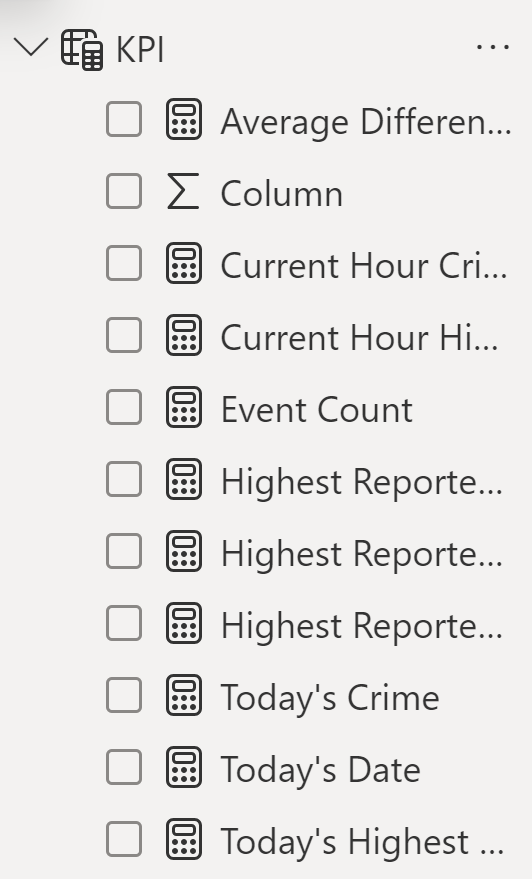 KPI
Average Differen...
Column
Current Hour Cri...
Current Hour Hi...
Event Count
Highest Reporte...
Highest Reporte...
Highest Reporte...
Today's Crime
Today's Date
Today's Highest ...